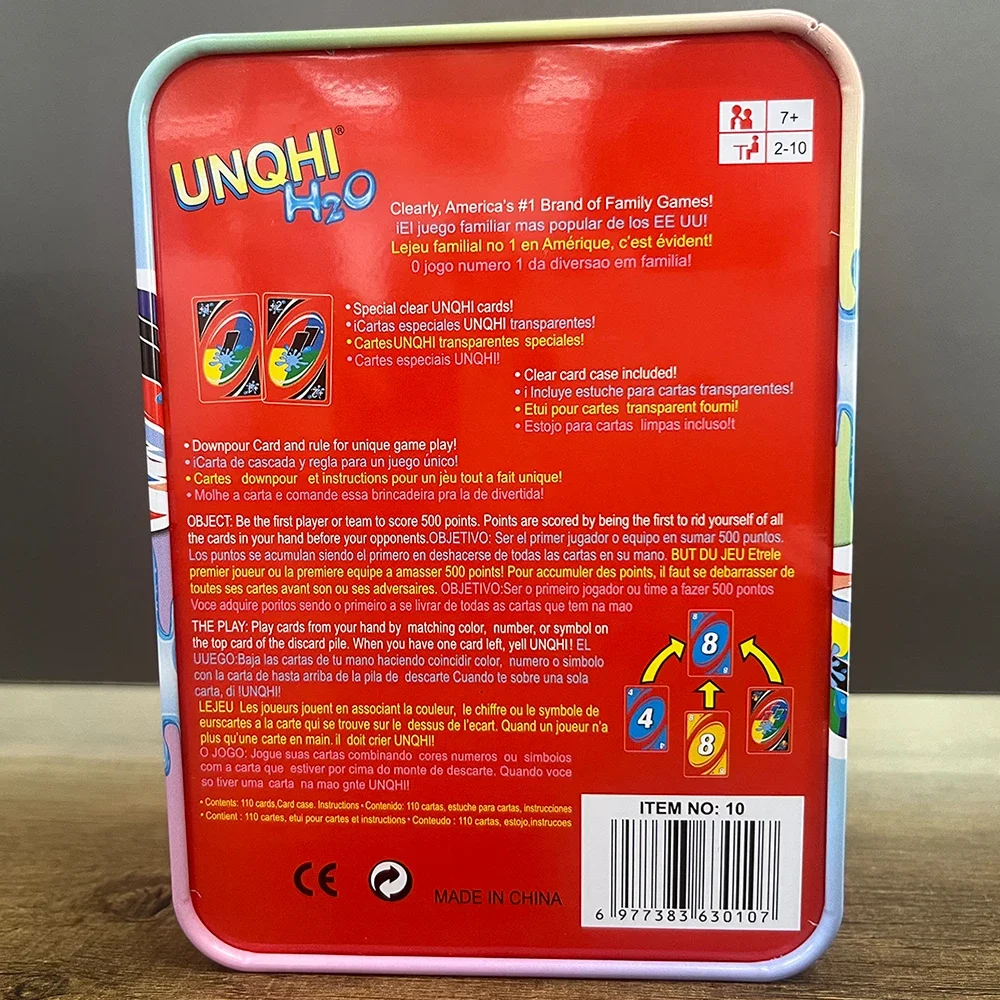 UNQHI®
H2O
7+
2-10
Clearly, America's #1 Brand of Family Games!
¡El juego familiar mas popular de los EE UU!
Lejeu familial no 1 en Amérique, c'est évident!
0 jogo numero 1 da diversao em familia!
• Special clear UNQHI cards!
• ¡Cartas especiales UNQHI transparentes!
• CartesUNQHI transparentes speciales!
• Cartes especiais UNQHI!
• Clear card case included!
• ¡ Incluye estuche para cartas transparentes!
• Etui pour cartes transparent fourni!
• Estojo para cartas limpas incluso!t
• Downpour Card and rule for unique game play!
• ¡Carta de cascada y regla para un juego único!
• Cartes downpour et instructions pour un jèu tout a fait unique!
• Molhe a carta e comande essa brincadeira pra la de divertida!
OBJECT: Be the first player or team to score 500 points. Points are scored by being the first to rid yourself of all
the cards in your hand before your opponents.OBJETIVO: Ser el primer jugador o equipo en sumar 500 puntos.
Los puntos se acumulan siendo el primero en deshacerse de todas las cartas en su mano. BUT DU JEU Etrele
premier joueur ou la premiere equipe a amasser 500 points! Pour accumuler des points, il faut se debarrasser de
toutes ses cartes avant son ou ses adversaires. OBJETIVO:Ser o primeiro jogador ou time a fazer 500 pontos
Voce adquire poritos sendo o primeiro a se livrar de todas as cartas que tem na mao
THE PLAY: Play cards from your hand by matching color, number, or symbol on
the top card of the discard pile. When you have one card left, yell UNQHI! EL
UUEGO:Baja las cartas de tu mano haciendo coincidir color, numero o simbolo
con la carta de hasta arriba de la pila de descarte Cuando te sobre una sola
carta, di !UNQHI!
LEJEU Les joueurs jouent en associant la couleur, le chiffre ou le symbole de
eurscartes a la carte qui se trouve sur le dessus de l'ecart. Quand un joueur n'a
plus qu'une carte en main. il doit crier UNQHI!
O JOGO: Jogue suas cartas combinando cores numeros ou simbolos
com a carta que estiver por cima do monte de descarte. Quando voce
so tiver uma carta na mao gnte UNQHI!
8
4
8
• Contents: 110 cards,Card case. Instructions • Contenido: 110 cartas, estuche para cartas, instrucciones
• Contient : 110 cartes, etui pour cartes et instructions • Conteudo : 110 cartas, estojo,instrucoes
CE
MADE IN CHINA
ITEM NO: 10
6 977383 630107